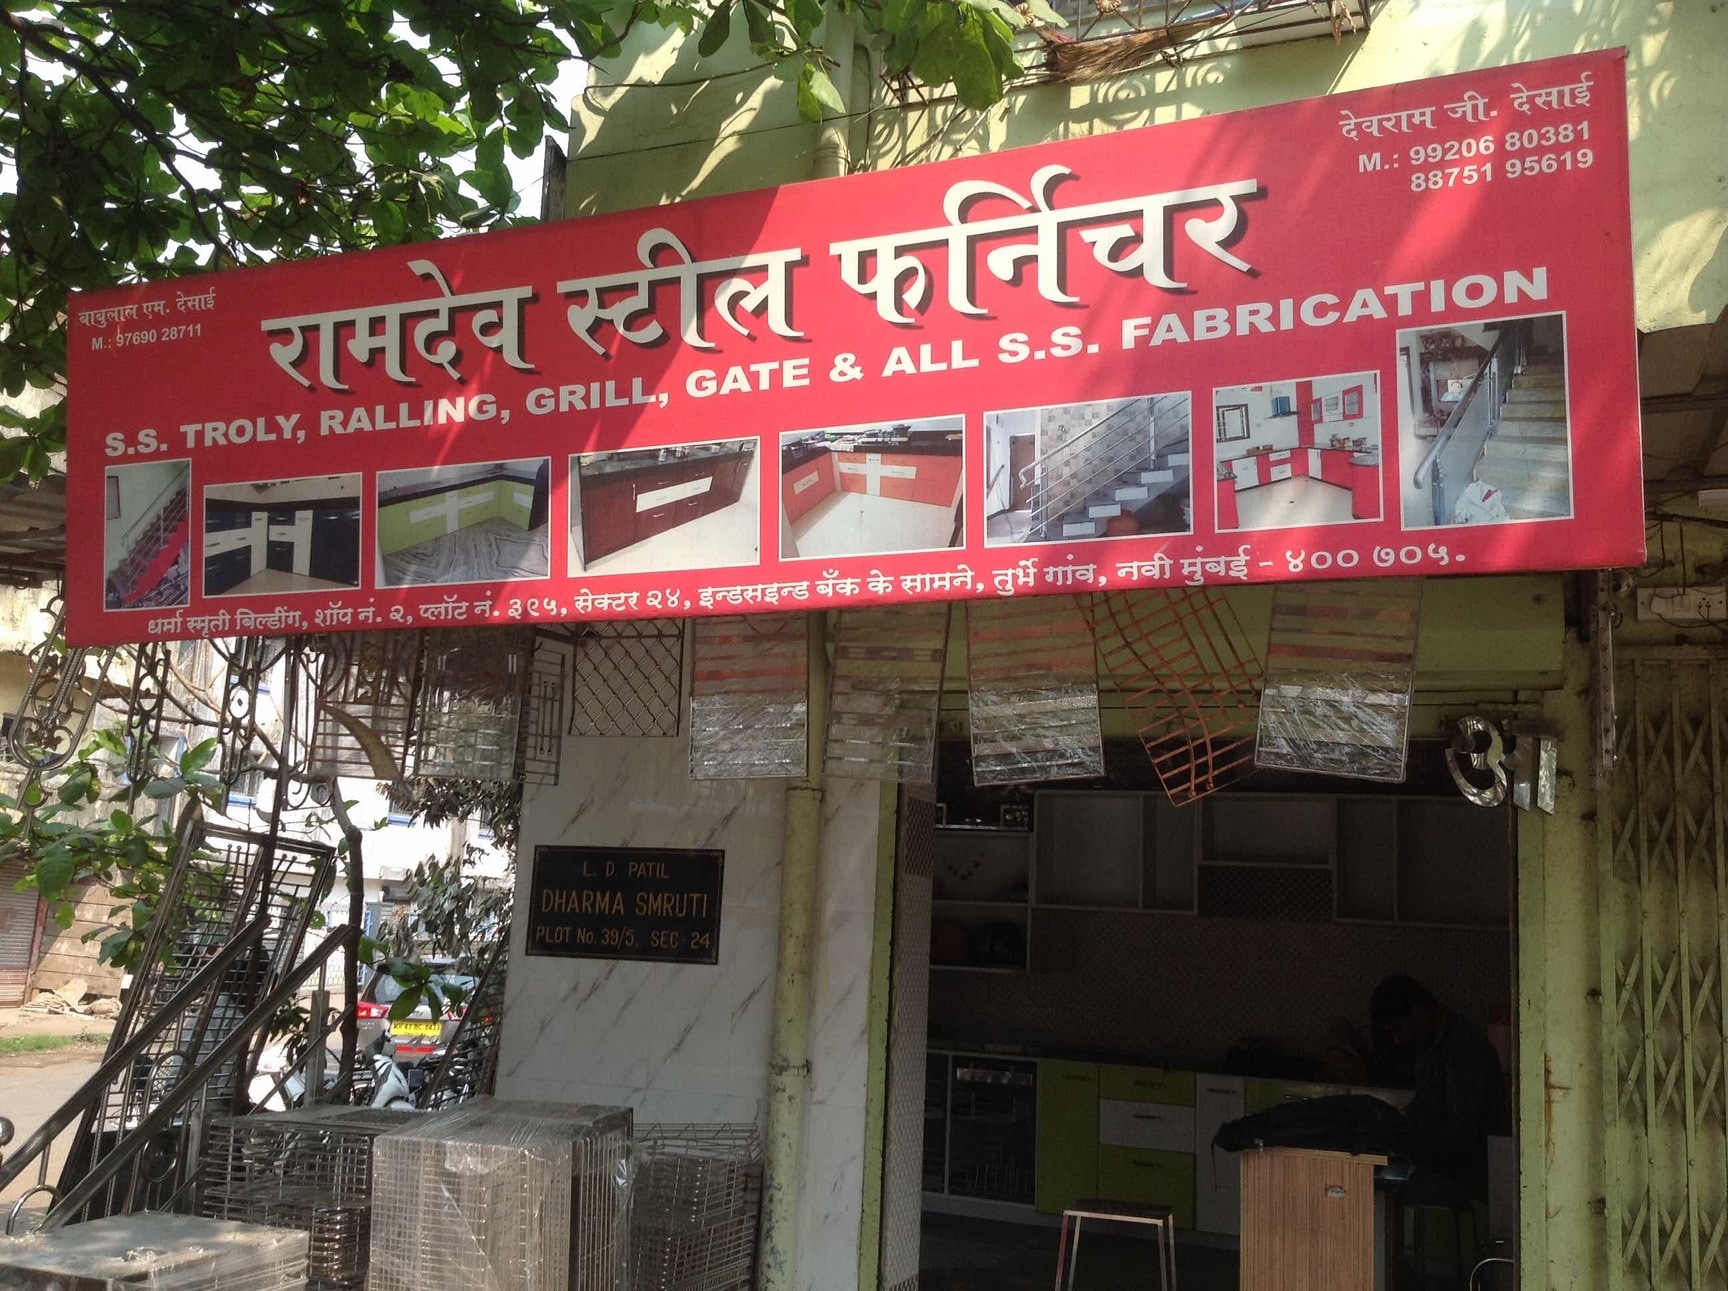 बाबुलाल एम. देसाई
M.: 97690 28711
देवराम जी. देसाई
M.: 99206 80381
88751 95619
रामदेव स्टील फर्निचर
S.S. TROLY, RALLING, GRILL, GATE & ALL S.S. FABRICATION
धर्मा स्मृती बिल्डींग, शॉप नं. २, प्लॉट नं. ३९५, सेक्टर २४, इन्डसइन्ड बँक के सामने, तुर्भे गांव, नवी मुंबई - ४०० ७०५.
L. D. PATIL
DHARMA SMRUTI
PLOT No. 39/5, SEC - 24